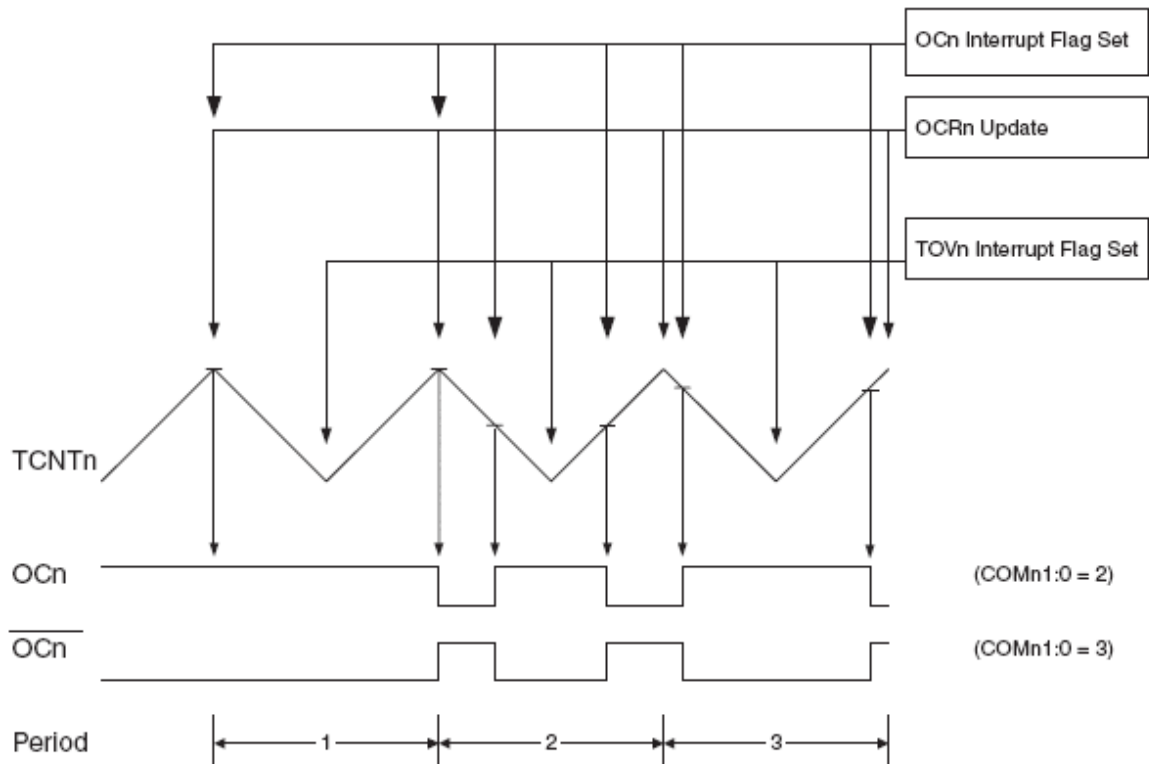 OCn Interrupt Flag Set
OCRn Update
TOVn Interrupt Flag Set
TCNTn
OCn (COMn1:0 = 2)
OCn (COMn1:0 = 3)
Period 1 2 3